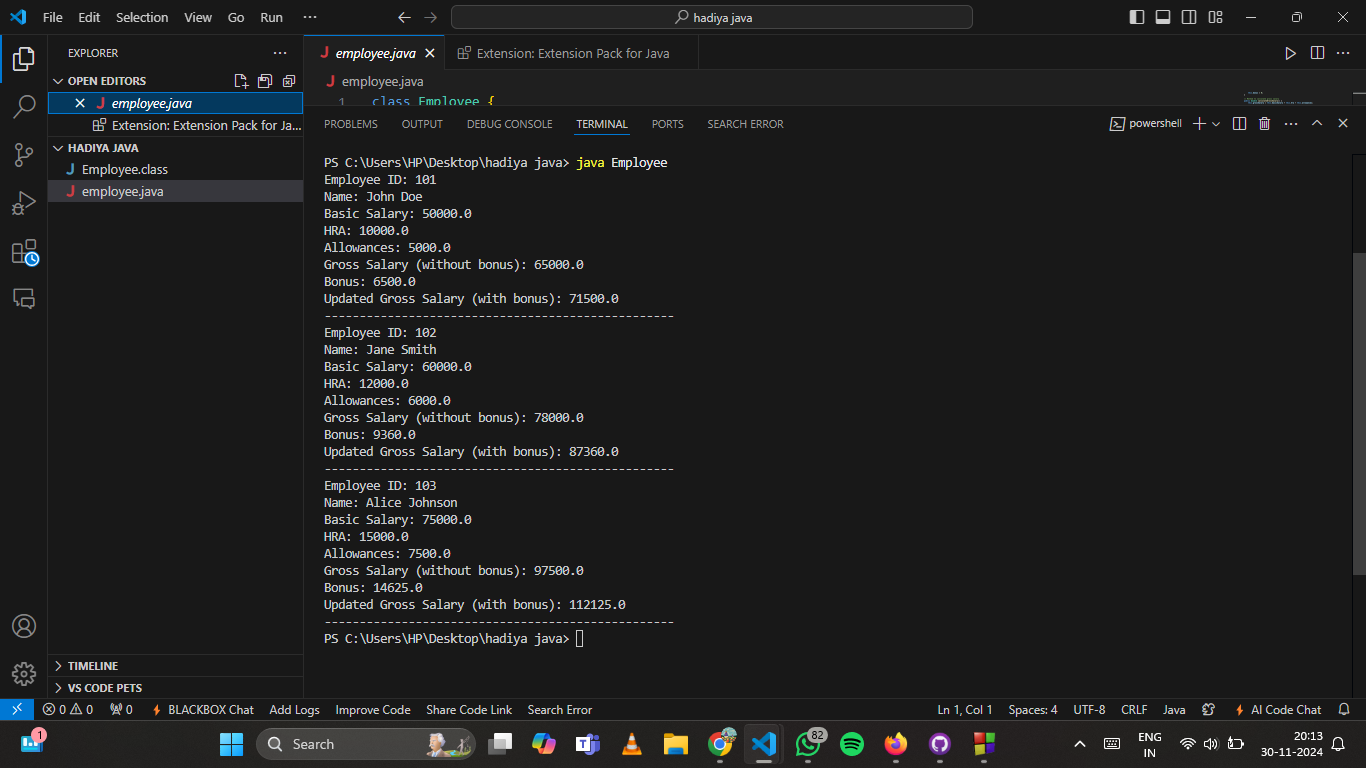 File Edit Selection View Go Run ···
hadiya java
EXPLORER
OPEN EDITORS
employee.java
Extension: Extension Pack for Ja...
HADIYA JAVA
J Employee.class
J employee.java
TIMELINE
VS CODE PETS
J employee.java
Extension: Extension Pack for Java
J employee.java
1 class Employee {
PROBLEMS OUTPUT DEBUG CONSOLE TERMINAL PORTS SEARCH ERROR
powershell
PS C:\Users\HP\Desktop\hadiya java> java Employee
Employee ID: 101
Name: John Doe
Basic Salary: 50000.0
HRA: 10000.0
Allowances: 5000.0
Gross Salary (without bonus): 65000.0
Bonus: 6500.0
Updated Gross Salary (with bonus): 71500.0
--------------------------------------------------
Employee ID: 102
Name: Jane Smith
Basic Salary: 60000.0
HRA: 12000.0
Allowances: 6000.0
Gross Salary (without bonus): 78000.0
Bonus: 9360.0
Updated Gross Salary (with bonus): 87360.0
--------------------------------------------------
Employee ID: 103
Name: Alice Johnson
Basic Salary: 75000.0
HRA: 15000.0
Allowances: 7500.0
Gross Salary (without bonus): 97500.0
Bonus: 14625.0
Updated Gross Salary (with bonus): 112125.0
--------------------------------------------------
PS C:\Users\HP\Desktop\hadiya java>
0 0 0 BLACKBOX Chat Add Logs Improve Code Share Code Link Search Error Ln 1, Col 1 Spaces: 4 UTF-8 CRLF Java AI Code Chat
1
Search
82
ENG
IN
20:13
30-11-2024